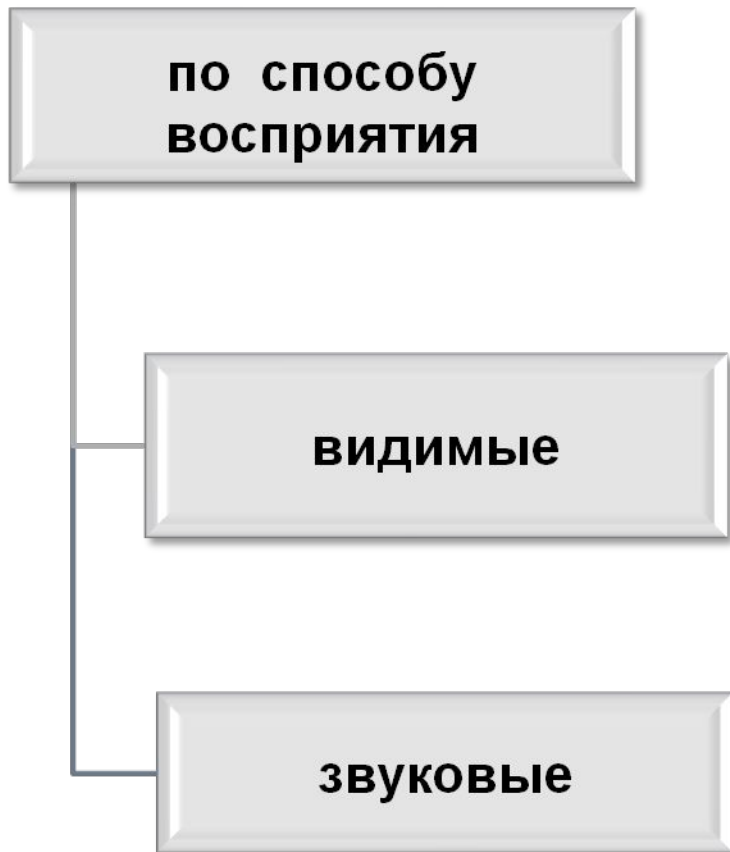 по способу
восприятия
видимые
звуковые